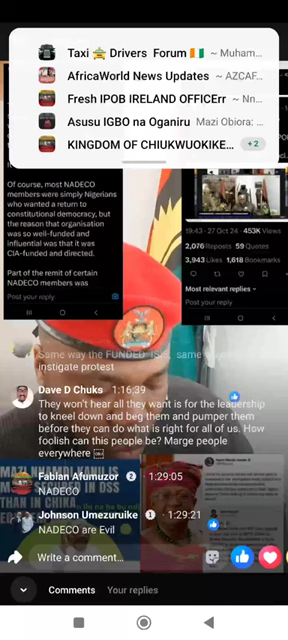 Taxi 🚖 Drivers Forum 🇮🇪 ~ Muham...
AfricaWorld News Updates ~ AZCAF...
Fresh IPOB IRELAND OFFICErr ~ Nn...
Asusu IGBO na Oganiru Mazi Obiora: ...
KINGDOM OF CHIUKWUOKIKE... +2
Of course, most NADECO
members were simply Nigerians
who wanted a return to
constitutional democracy, but
the reason that organisation
was so well-funded and
influential was that it was
CIA-funded and directed.
Part of the remit of certain
NADECO members was
Post your reply
19:43 · 27 Oct 24 · 453K Views
2,076 Reposts 59 Quotes
3,943 Likes 1,618 Bookmarks
Most relevant replies
Post your reply
Same way the FUNDED
instigate protest
Dave D Chuks 1:16:39
They won't hear all they want is for the leadership
to kneel down and beg them and pumper them
before they can do what is right for all of us. How
foolish can this people be? Marge people
everywhere
Fabian Afumuzor 2 · 1:29:05
NADECO
Johnson Umezuruike 1 · 1:29:21
NADECO are Evil
IN DSS
THAN IN CHIKA
Write a comment...
Comments Your replies